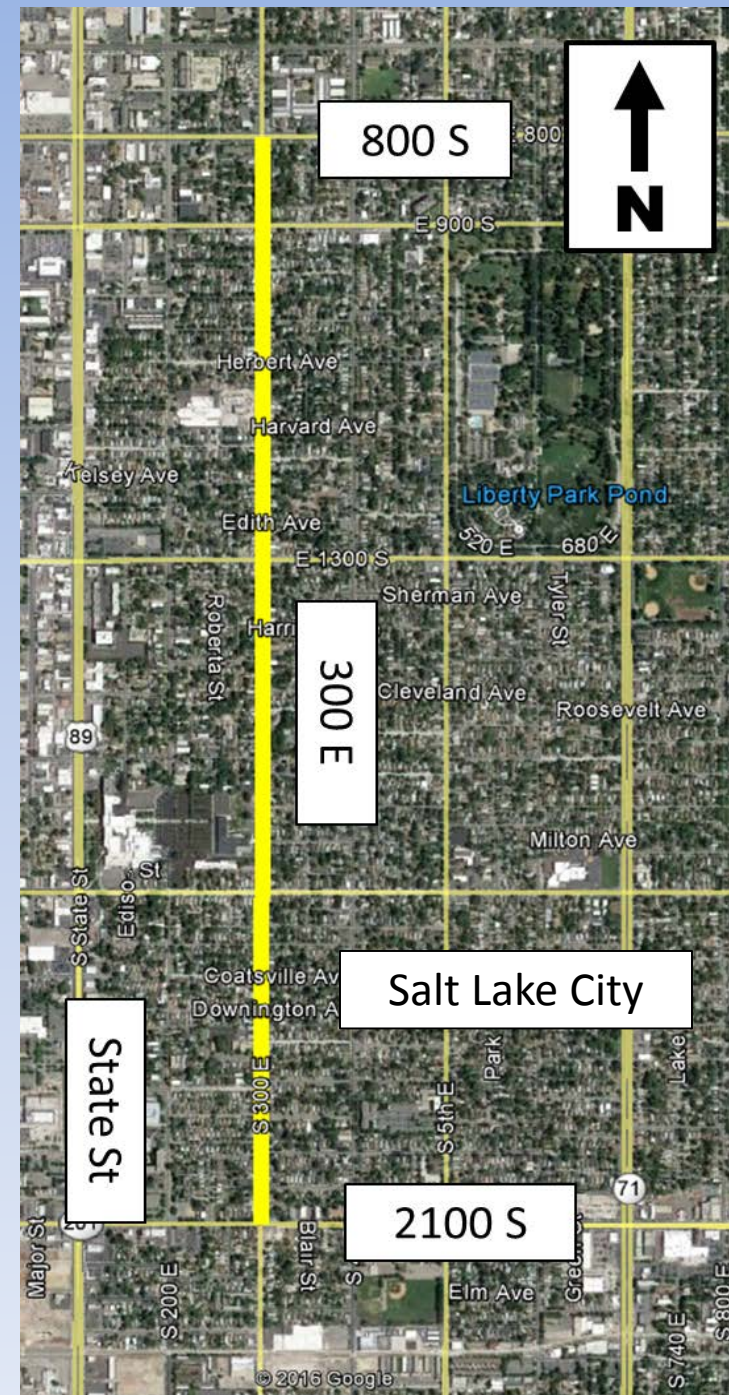 800 S
E 800
N
E 900 S
Herbert Ave
Harvard Ave
Kelsey Ave
Liberty Park Pond
Edith Ave
520 E
680 E
E 1300 S
Sherman Ave
Tyler St
Roberta St
Harri
300 E
Cleveland Ave
Roosevelt Ave
89
Milton Ave
St
S State St
Coatsville Av
Salt Lake City
Downington A
State St
Park
Lake
S 300 E
S 5th E
71
2100 S
Major St
S 200 E
Blair St
Elm Ave
S 740 E
S 800 E
© 2016 Google